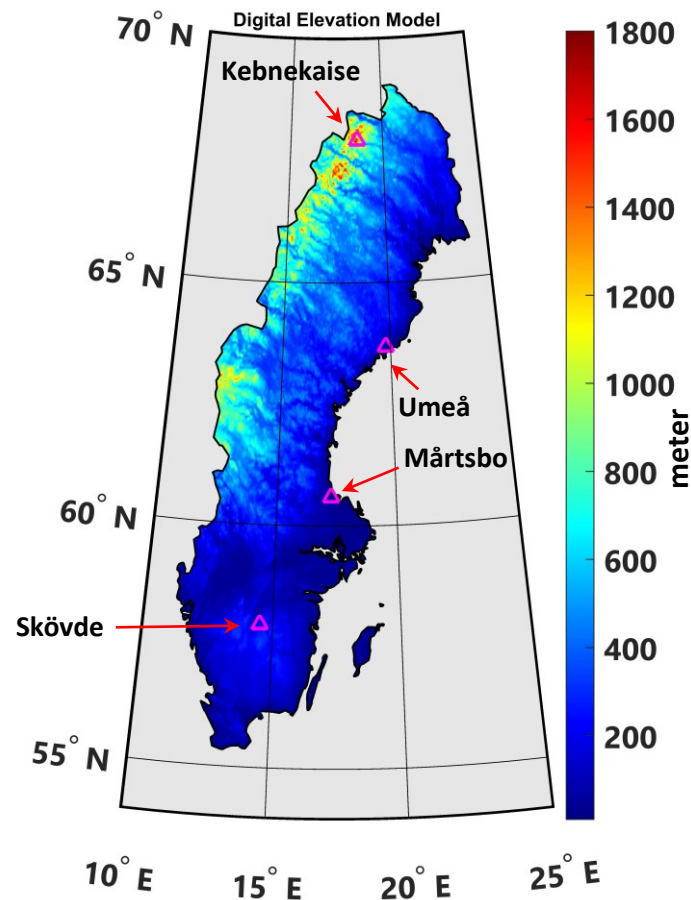 Digital Elevation Model
70° N
65° N
60° N
55° N
10° E
15° E
20° E
25° E
Kebnekaise
Umeå
Mårtsbo
Skövde
1800
1600
1400
1200
1000
800
600
400
200
meter